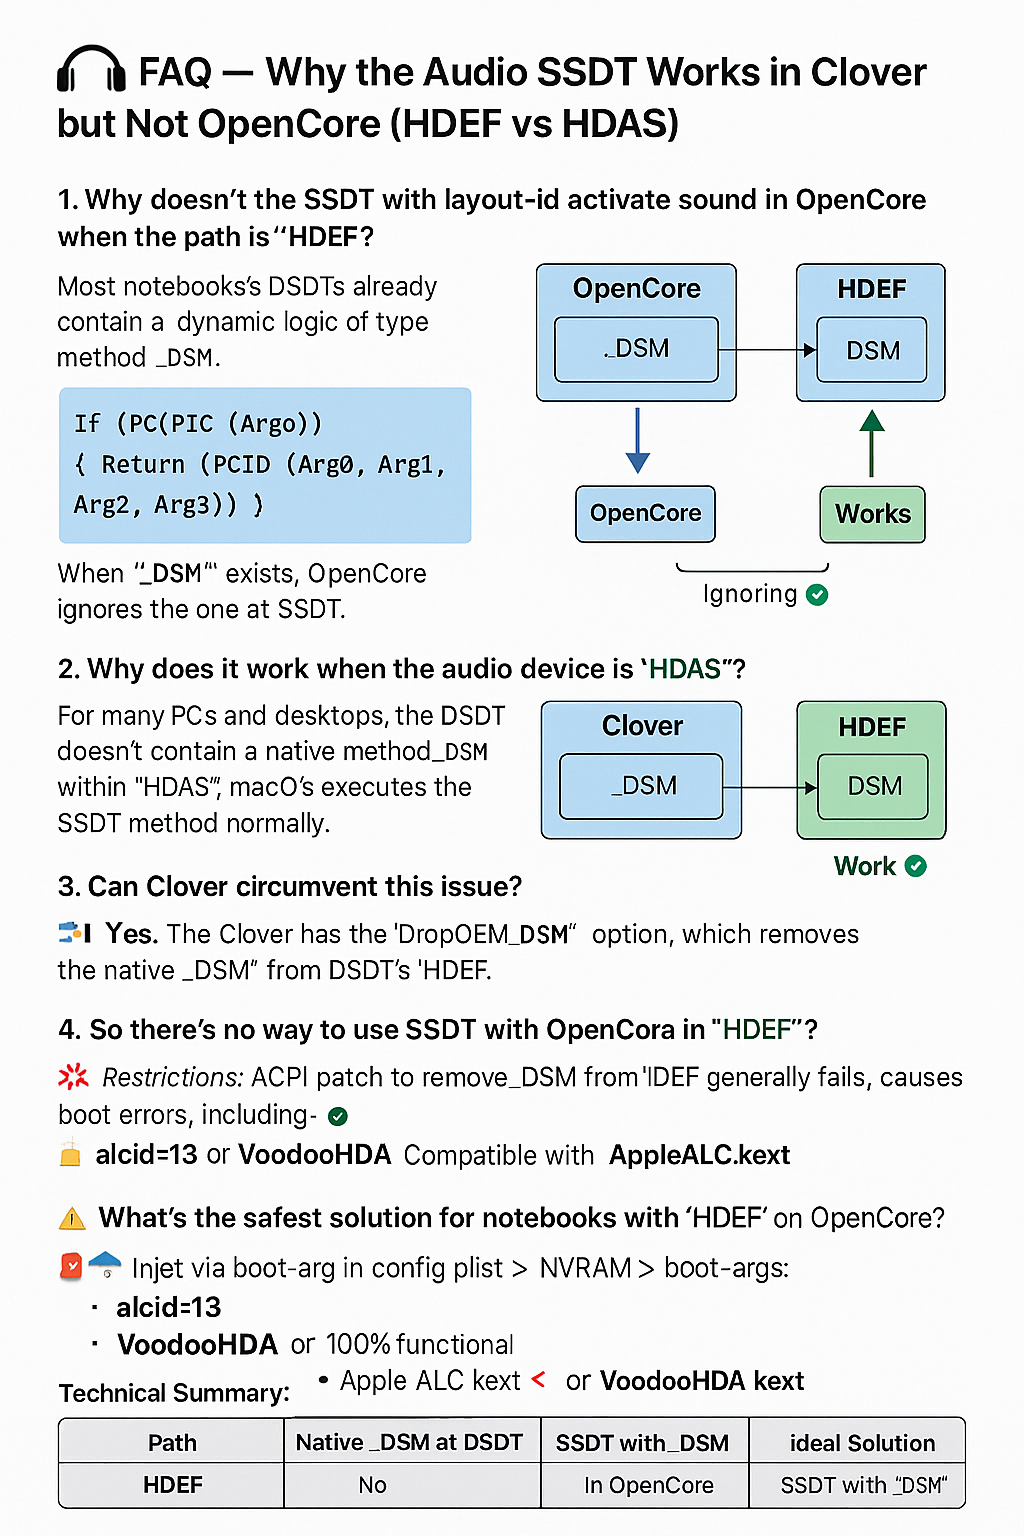 FAQ — Why the Audio SSDT Works in Clover
but Not OpenCore (HDEF vs HDAS)
1. Why doesn't the SSDT with layout-id activate sound in OpenCore
when the path is “HDEF?
Most notebooks's DSDTs already
contain a dynamic logic of type
method _DSM.
If (PC(PIC (Argo))
{ Return (PCID (Arg0, Arg1,
Arg2, Arg3)) }
When “_DSM”' exists, OpenCore
ignores the one at SSDT.
OpenCore
._DSM
HDEF
DSM
OpenCore
Works
Ignoring
2. Why does it work when the audio device is 'HDAS"?
For many PCs and desktops, the DSDT
doesn't contain a native method_DSM
within "HDAS", macO's executes the
SSDT method normally.
Clover
_DSM
HDEF
DSM
Work
3. Can Clover circumvent this issue?
Yes. The Clover has the 'DropOEM_DSM" option, which removes
the native _DSM" from DSDT's 'HDEF.
4. So there's no way to use SSDT with OpenCora in "HDEF"?
Restrictions: ACPI patch to remove_DSM from 'IDEF generally fails, causes
boot errors, including-
alcid=13 or VoodooHDA Compatible with AppleALC.kext
What's the safest solution for notebooks with 'HDEF' on OpenCore?
Injet via boot-arg in config plist > NVRAM > boot-args:
· alcid=13
· VoodooHDA or 100% functional
• Apple ALC kext < or VoodooHDA kext
Technical Summary:
Path Native _DSM at DSDT SSDT with_DSM ideal Solution
HDEF No In OpenCore SSDT with "_DSM"